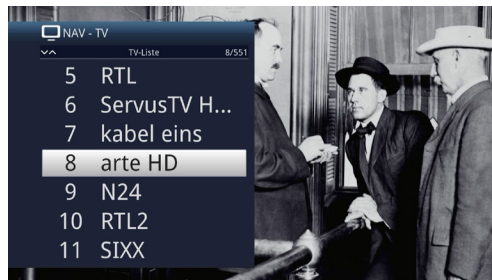 NAV - TV
TV-Liste 8/551
5 RTL
6 ServusTV H...
7 kabel eins
8 arte HD
9 N24
10 RTL2
11 SIXX